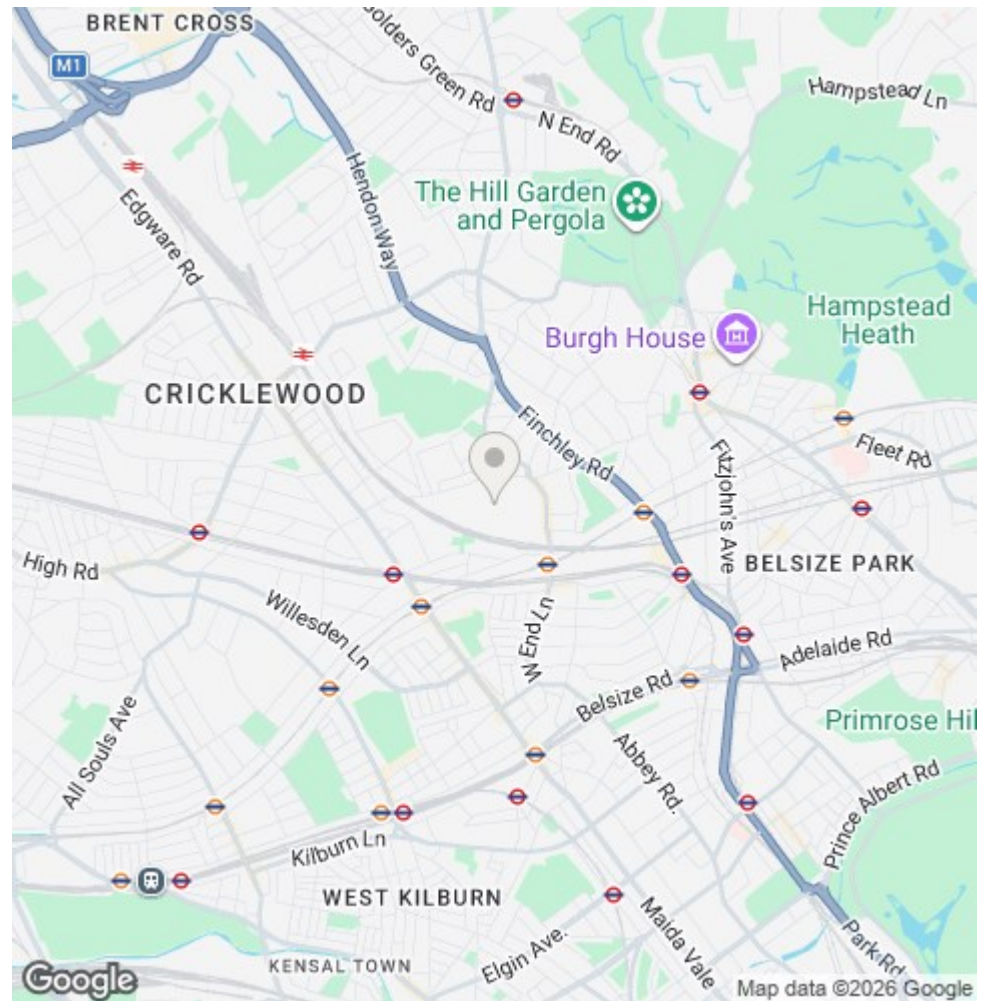 BRENT CROSS
M1
Golders Green Rd
Hampstead Ln
N End Rd
The Hill Garden
and Pergola
Hendon Way
Edgware Rd
Hampstead
Heath
Burgh House
CRICKLEWOOD
Finchley Rd
Fitzjohn's Ave
Fleet Rd
High Rd
BELSIZE PARK
Willesden Ln
W End Ln
Adelaide Rd
Belsize Rd
All Souls Ave
Primrose Hil
Abbey Rd.
Prince Albert Rd
Kilburn Ln
WEST KILBURN
Maida Vale
Park Rd
Elgin Ave.
KENSAL TOWN
Google
Map data ©2026 Google